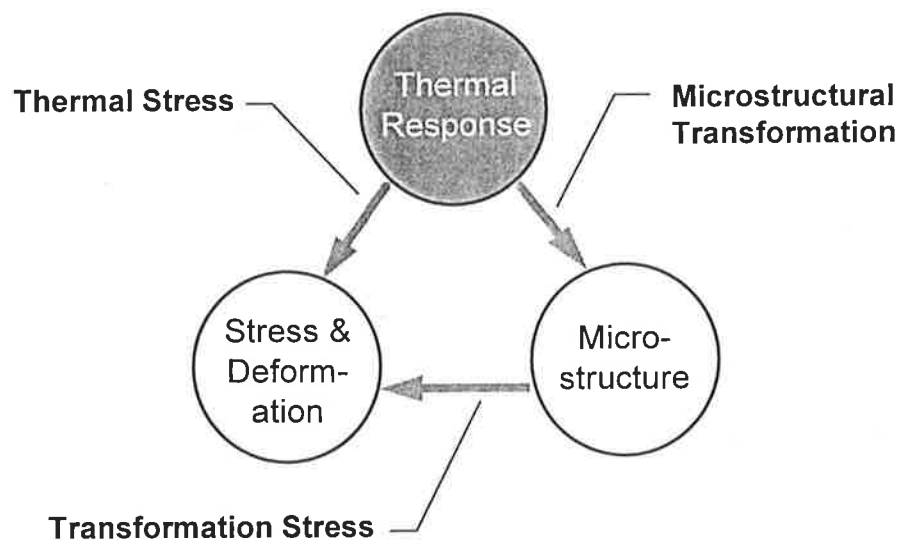 Thermal
Response
Thermal Stress
Microstructural
Transformation
Stress &
Deform-
ation
Micro-
structure
Transformation Stress